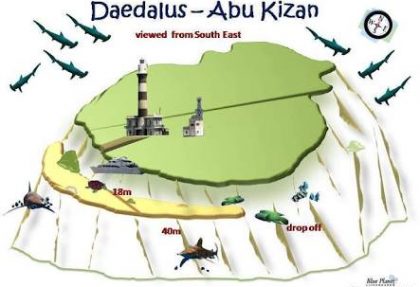 Daedalus – Abu Kizan
viewed from South East
18m
40m
drop off
Blue Planet